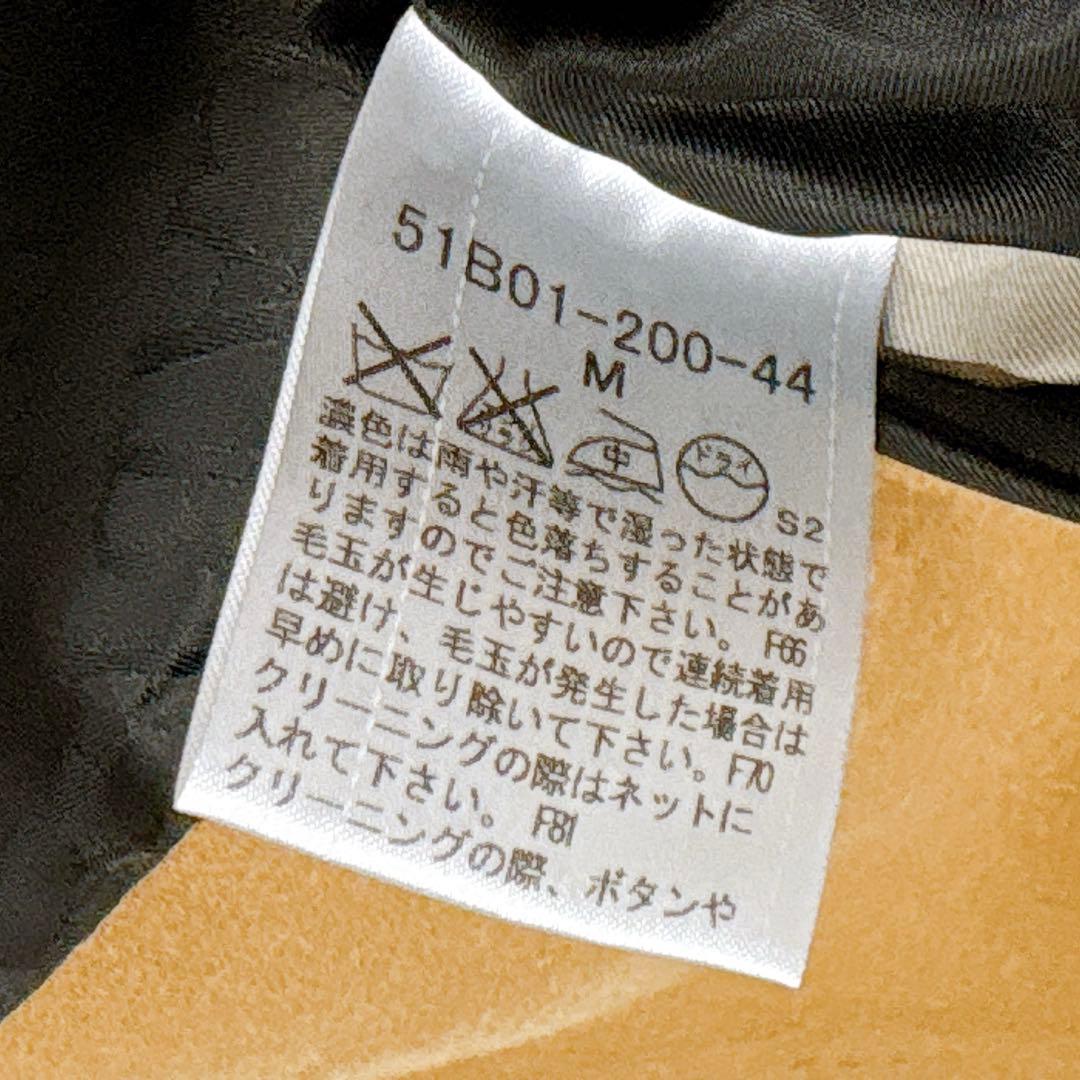 51B01-200-44
M
中 ドライ
S2
濃色は雨や汗等で湿った状態で
着用すると色落ちすることがあ
りますのでご注意下さい。 F66
毛玉が生じやすいので連続着用
は避け、毛玉が発生した場合は
早めに取り除いて下さい。 F70
クリーニングの際はネットに
入れて下さい。 F81
クリーニングの際、ボタンや